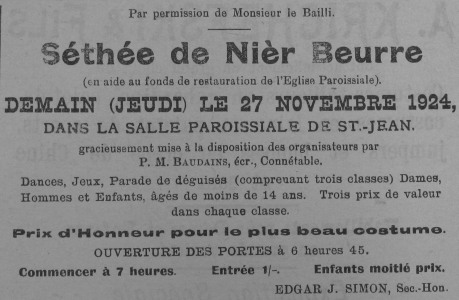 Par permission de Monsieur le Bailli.
Séthée de Nièr Beurre
(en aide au fonds de restauration de l'Eglise Paroissiale).
DEMAIN (JEUDI) LE 27 NOVEMBRE 1924,
DANS LA SALLE PAROISSIALE DE ST.-JEAN.
gracieusement mise à la disposition des organisateurs par
P. M. BAUDAINS, écr., Connétable.
Dances, Jeux, Parade de déguisés (comprenant trois classes) Dames,
Hommes et Enfants, âgés de moins de 14 ans. Trois prix de valeur
dans chaque classe.
Prix d'Honneur pour le plus beau costume.
OUVERTURE DES PORTES à 6 heures 45.
Commencer à 7 heures. Entrée 1/-. Enfants moitié prix.
EDGAR J. SIMON, Sec.-Hon.